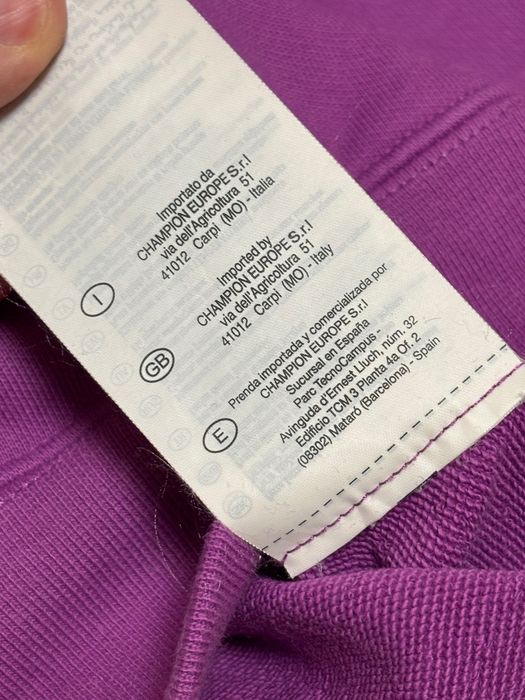 I
Importato da
CHAMPION EUROPE S.r.l
via dell'Agricoltura 51
41012 Carpi (MO) - Italia
GB
Imported by
CHAMPION EUROPE S.r.l
via dell'Agricoltura 51
41012 Carpi (MO) - Italy
E
Prenda importada y comercializada por
CHAMPION EUROPE S.r.l
Sucursal en España
Parc TecnoCampus -
Avinguda d'Ernest Lluch, núm. 32
Edificio TCM 3 Planta 4a Of. 2
(08302) Mataró (Barcelona) - Spain